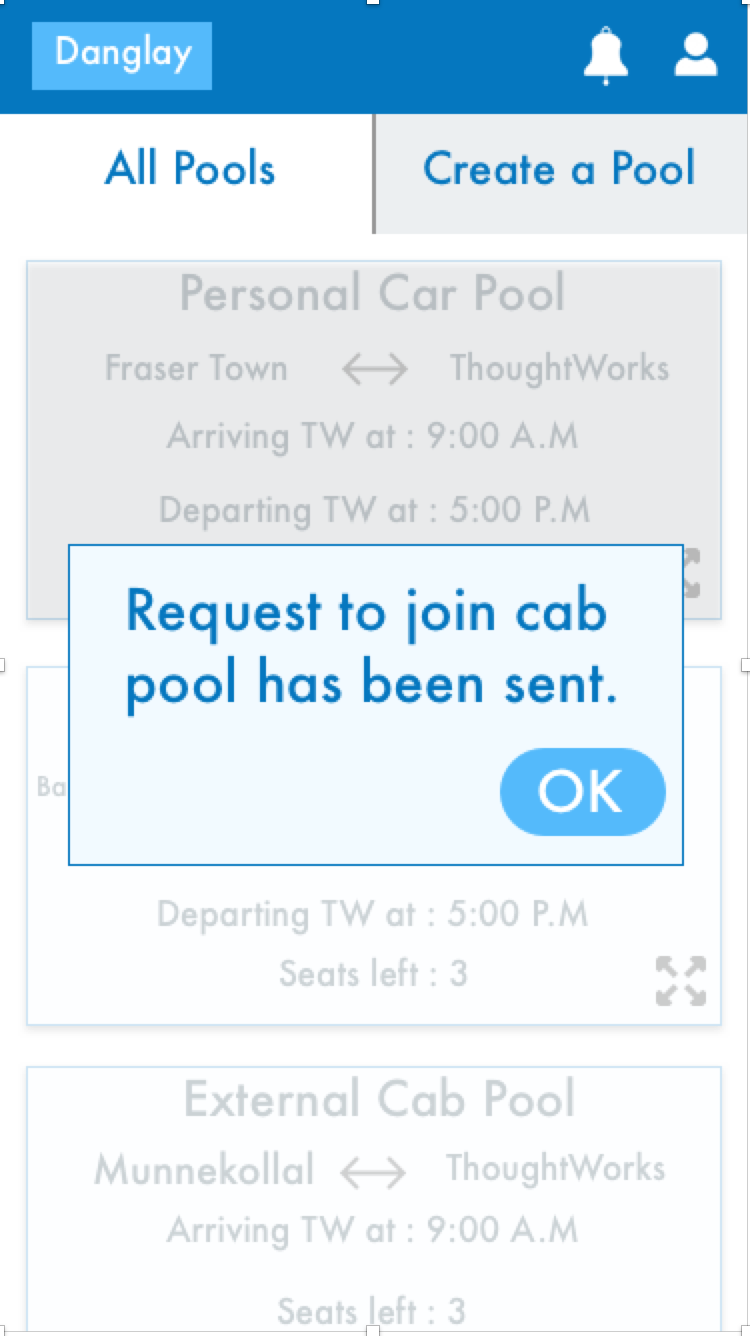 Danglay
All Pools
Create a Pool
Personal Car Pool
Fraser Town ThoughtWorks
Arriving TW at : 9:00 A.M
Departing TW at : 5:00 P.M
Request to join cab
pool has been sent.
OK
Departing TW at : 5:00 P.M
Seats left : 3
External Cab Pool
Munnekollal ThoughtWorks
Arriving TW at : 9:00 A.M
Seats left : 3